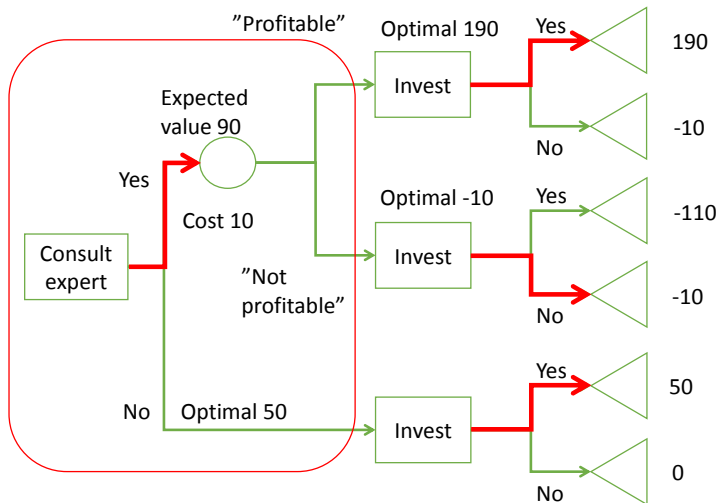 ”Profitable”
Optimal 190
Yes
190
Invest
Expected
value 90
-10
No
Yes
Cost 10
Optimal -10
Yes
-110
Consult
expert
”Not
profitable”
Invest
-10
No
Yes
50
No
Optimal 50
Invest
0
No